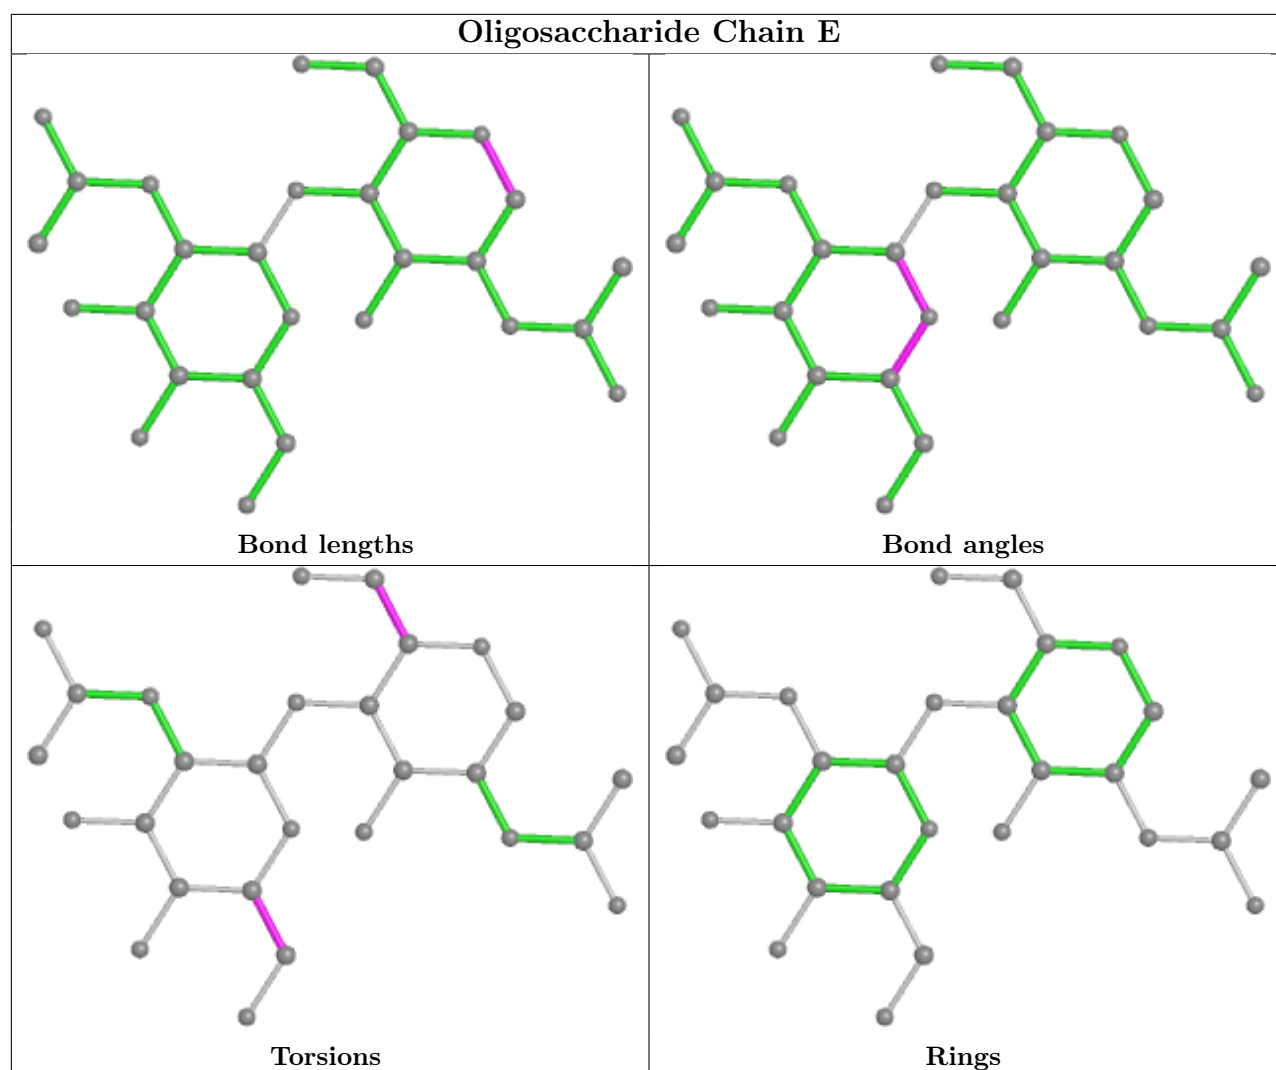 Oligosaccharide Chain E
Bond lengths
Bond angles
Torsions
Rings